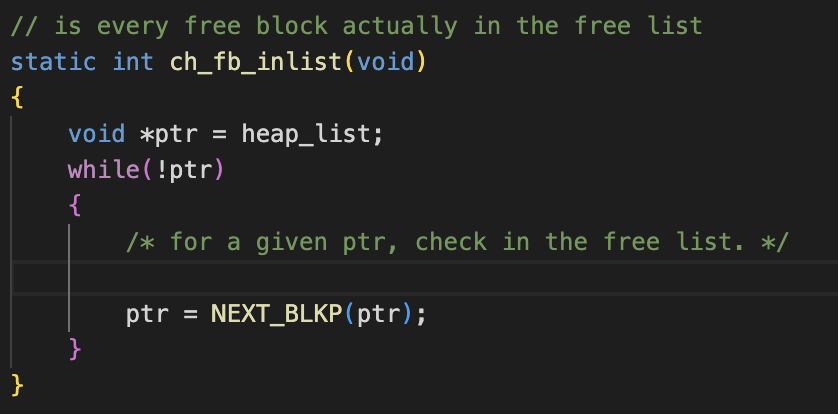 // is every free block actually in the free list
static int ch_fb_inlist(void)
{
void *ptr = heap_list;
while(!ptr)
{
/* for a given ptr, check in the free list. */
ptr = NEXT_BLKP(ptr);
}
}